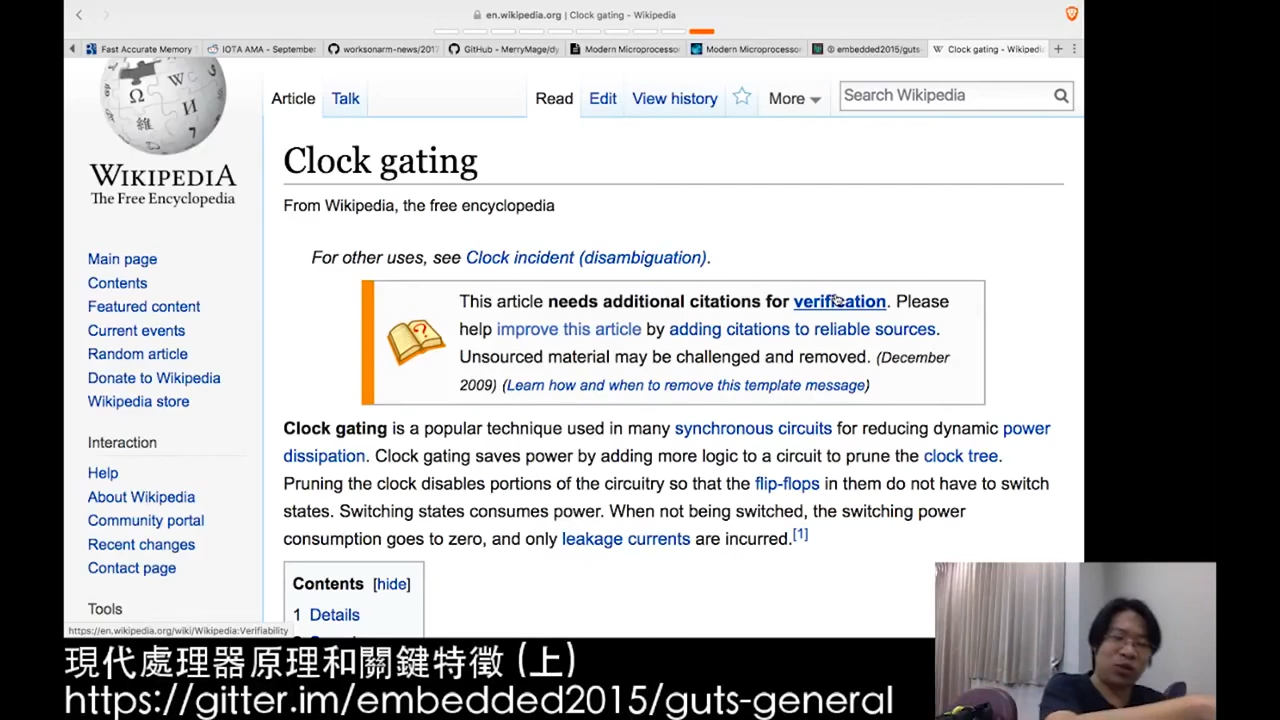 en.wikipedia.org | Clock gating - Wikipedia
Fast Accurate Memory
IOTA AMA - September
worksonarm-news/201
GitHub - MerryMage/dy
Modern Microprocessor
Modern Microprocessor
embedded2015/guts-
Clock gating - Wikipedi
Article
Talk
Read
Edit
View history
More
Search Wikipedia
WIKIPEDIA
The Free Encyclopedia
Main page
Contents
Featured content
Current events
Random article
Donate to Wikipedia
Wikipedia store
Interaction
Help
About Wikipedia
Community portal
Recent changes
Contact page
Tools
Clock gating
From Wikipedia, the free encyclopedia
For other uses, see Clock incident (disambiguation).
This article needs additional citations for verification. Please
help improve this article by adding citations to reliable sources.
Unsourced material may be challenged and removed. (December
2009) (Learn how and when to remove this template message)
Clock gating is a popular technique used in many synchronous circuits for reducing dynamic power
dissipation. Clock gating saves power by adding more logic to a circuit to prune the clock tree.
Pruning the clock disables portions of the circuitry so that the flip-flops in them do not have to switch
states. Switching states consumes power. When not being switched, the switching power
consumption goes to zero, and only leakage currents are incurred.[1]
Contents [hide]
1 Details
https://en.wikipedia.org/wiki/Wikipedia:Verifiability
現代處理器原理和關鍵特徵 (上)
https://gitter.im/embedded2015/guts-general